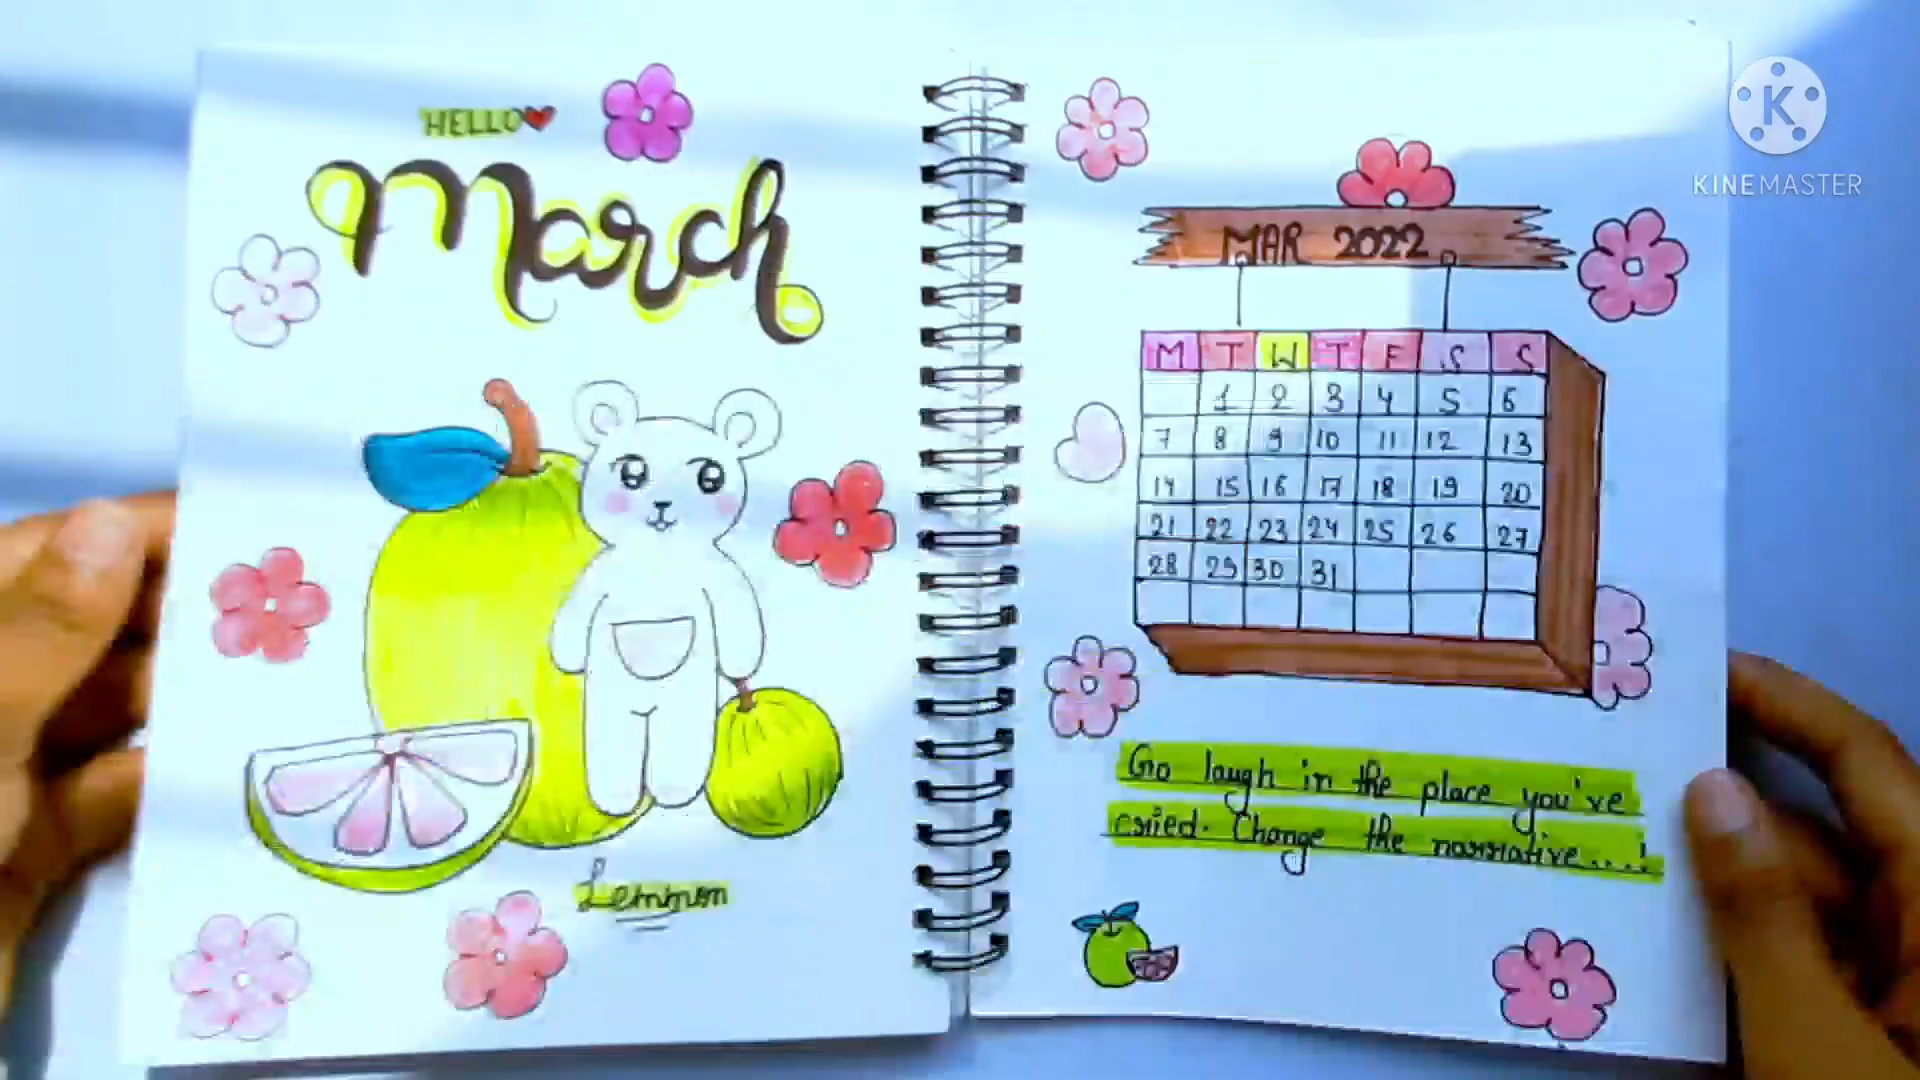 HELLO
March
Lemmon
MAR 2022
M T W T F S S
1 2 3 4 5 6
7 8 9 10 11 12 13
14 15 16 17 18 19 20
21 22 23 24 25 26 27
28 29 30 31
Go laugh in the place you've
cried. Change the narrative....!
K
KINEMASTER